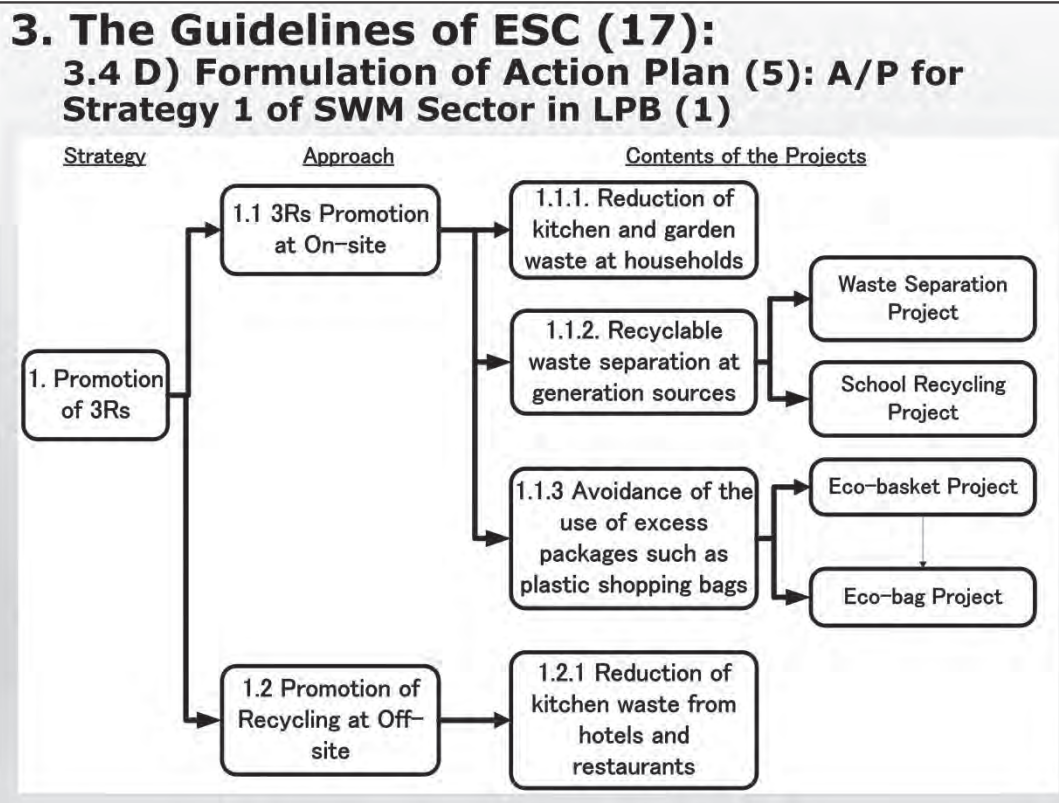 3. The Guidelines of ESC (17):
3.4 D) Formulation of Action Plan (5): A/P for
Strategy 1 of SWM Sector in LPB (1)
Strategy
Approach
Contents of the Projects
1. Promotion
of 3Rs
1.1 3Rs Promotion
at On-site
1.1.1. Reduction of
kitchen and garden
waste at households
1.1.2. Recyclable
waste separation at
generation sources
Waste Separation
Project
School Recycling
Project
1.1.3 Avoidance of the
use of excess
packages such as
plastic shopping bags
Eco-basket Project
Eco-bag Project
1.2 Promotion of
Recycling at Off-
site
1.2.1 Reduction of
kitchen waste from
hotels and
restaurants